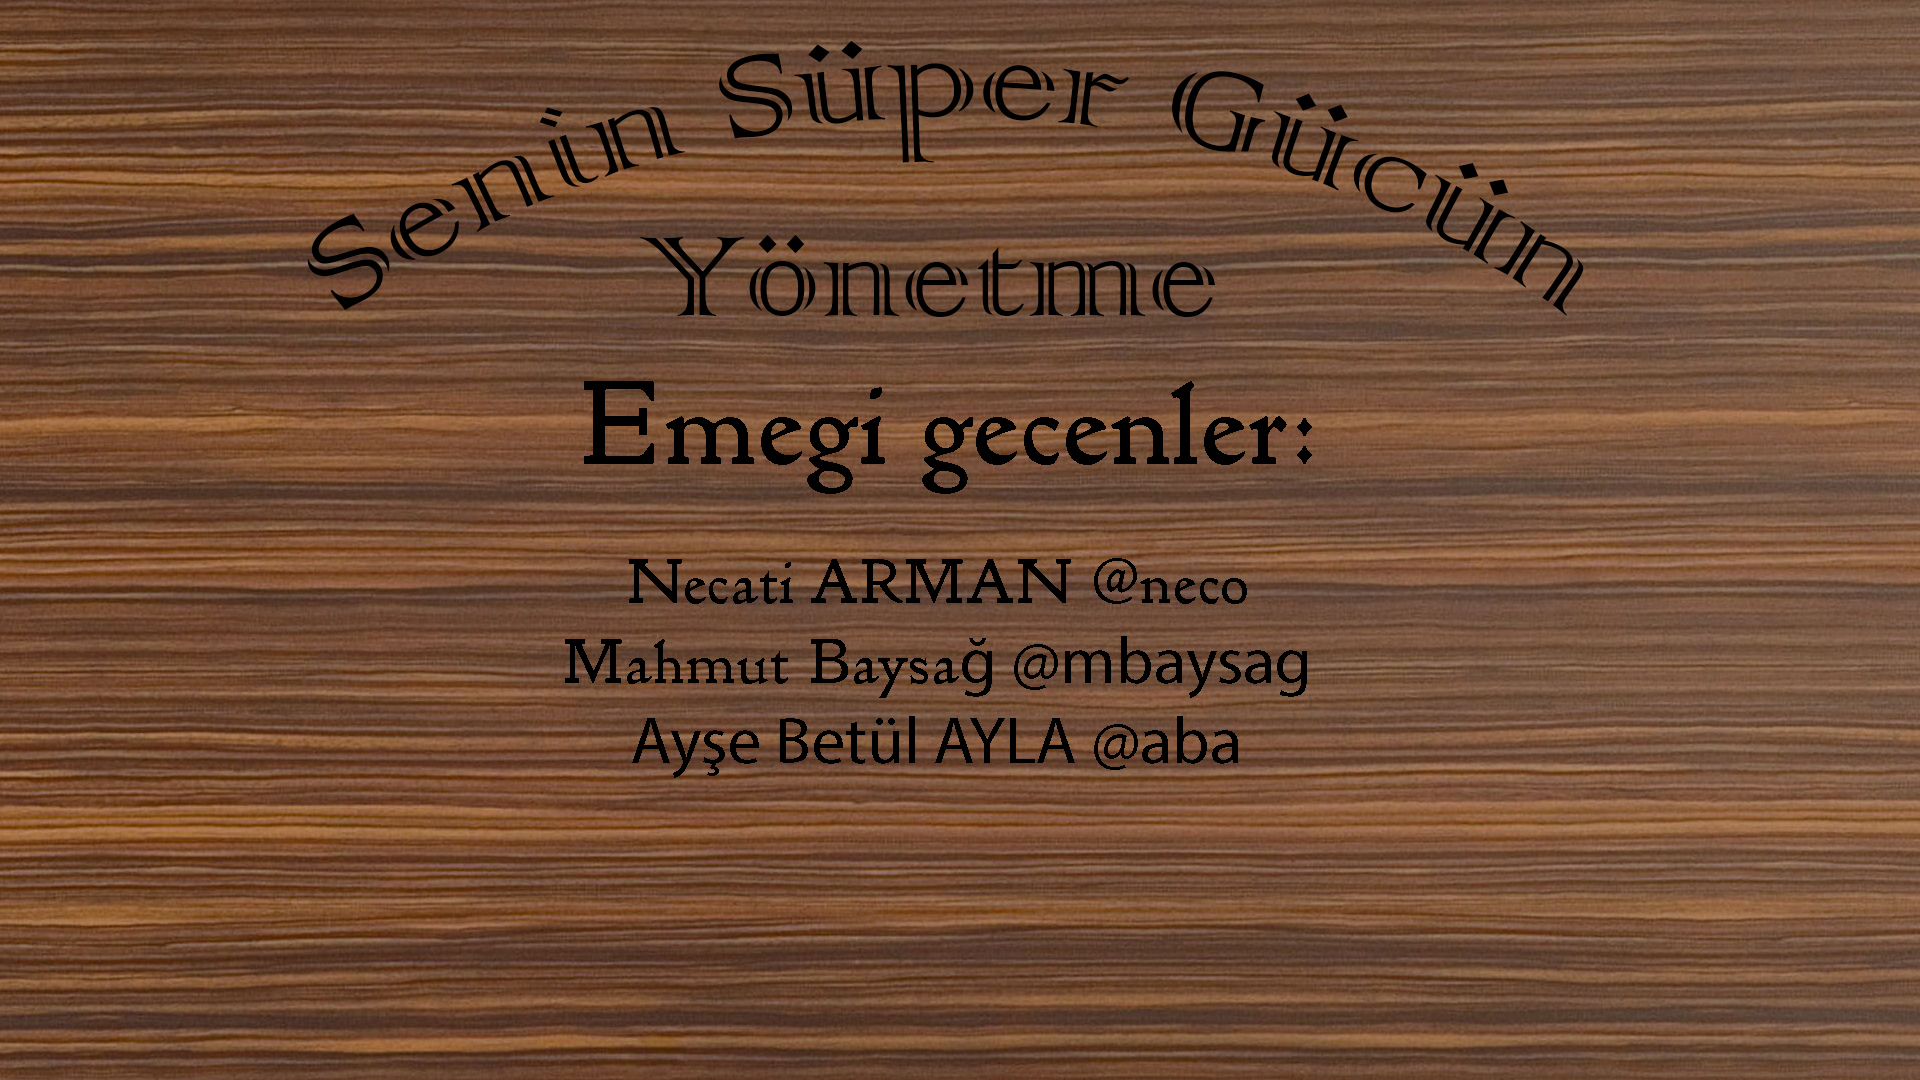 Senin Süper Gücün
Yönetme
Emegi gecenler:
Necati ARMAN @neco
Mahmut Baysağ @mbaysag
Ayşe Betül AYLA @aba